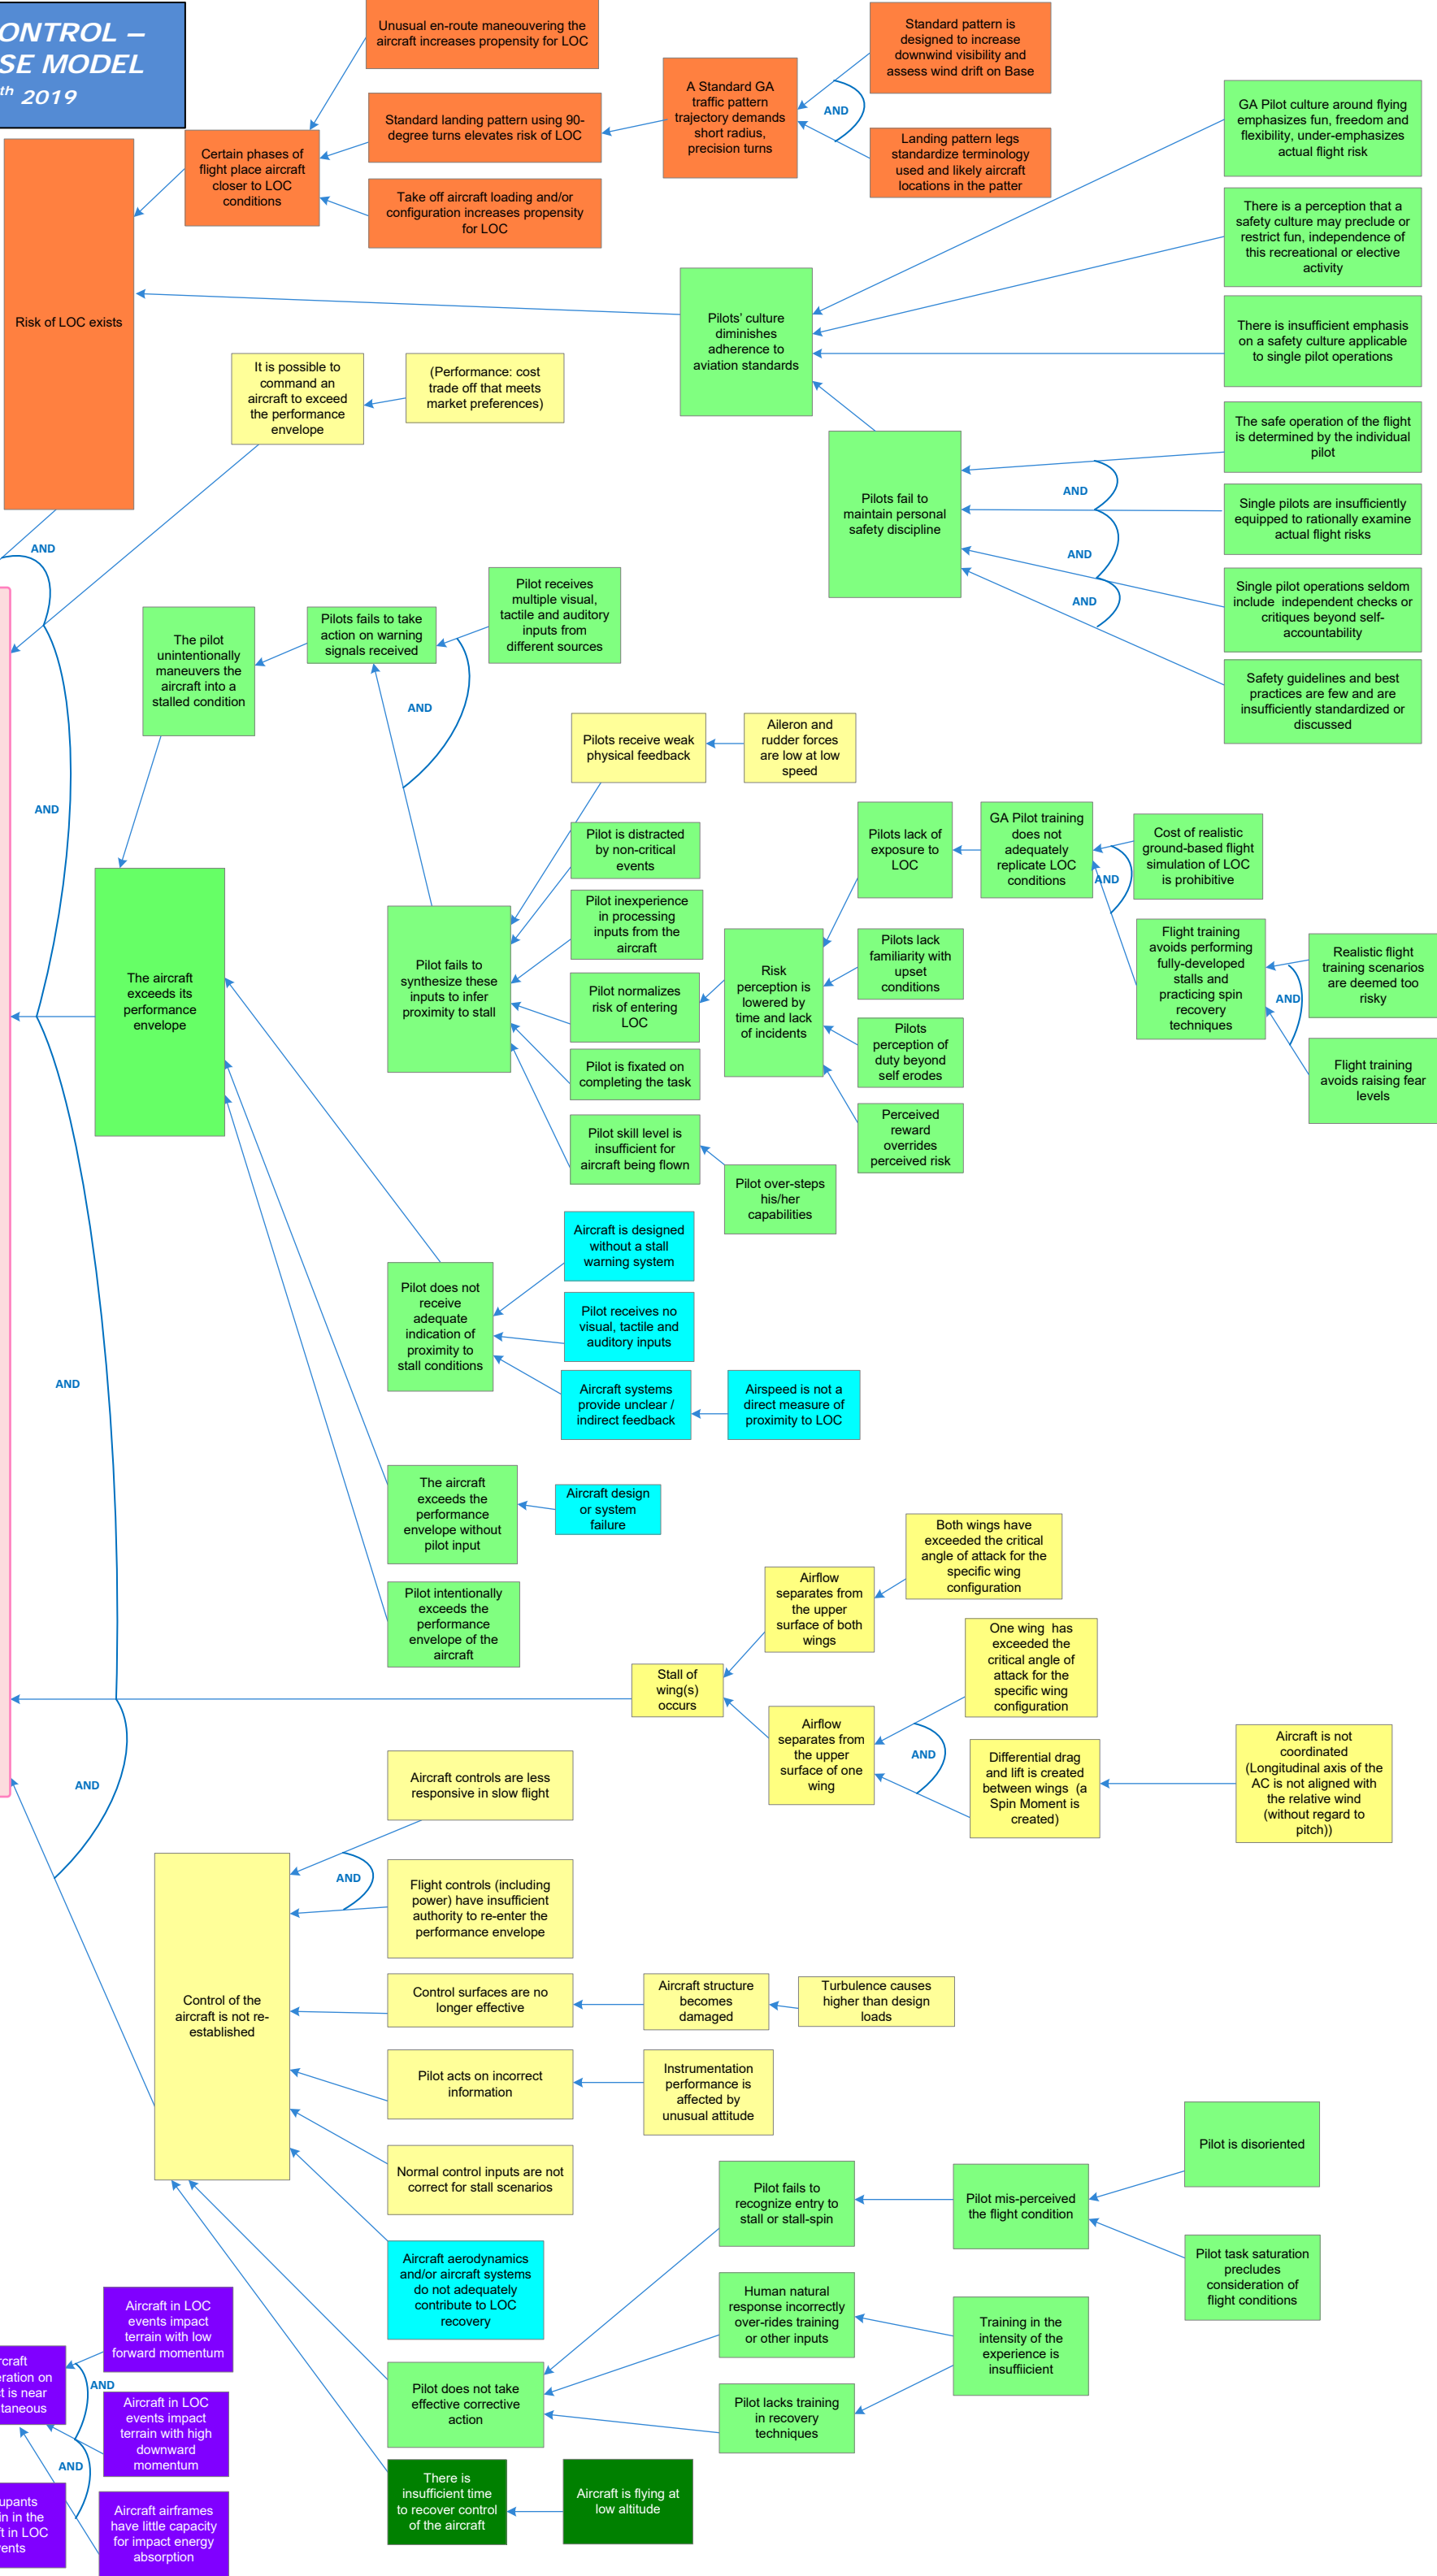 ONTROL –
SE MODEL
th 2019
Unusual en-route maneouvering the
aircraft increases propensity for LOC
Standard landing pattern using 90-
degree turns elevates risk of LOC
Take off aircraft loading and/or
configuration increases propensity
for LOC
Certain phases of
flight place aircraft
closer to LOC
conditions
A Standard GA
traffic pattern
trajectory demands
short radius,
precision turns
Standard pattern is
designed to increase
downwind visibility and
assess wind drift on Base
AND
Landing pattern legs
standardize terminology
used and likely aircraft
locations in the patter
Risk of LOC exists
GA Pilot culture around flying
emphasizes fun, freedom and
flexibility, under-emphasizes
actual flight risk
There is a perception that a
safety culture may preclude or
restrict fun, independence of
this recreational or elective
activity
There is insufficient emphasis
on a safety culture applicable
to single pilot operations
Pilots’ culture
diminishes
adherence to
aviation standards
It is possible to
command an
aircraft to exceed
the performance
envelope
(Performance: cost
trade off that meets
market preferences)
Pilots fail to
maintain personal
safety discipline
The safe operation of the flight
is determined by the individual
pilot
AND
Single pilots are insufficiently
equipped to rationally examine
actual flight risks
AND
Single pilot operations seldom
include  independent checks or
critiques beyond self-
accountability
AND
Safety guidelines and best
practices are few and are
insufficiently standardized or
discussed
AND
The pilot
unintentionally
maneuvers the
aircraft into a
stalled condition
Pilots fails to take
action on warning
signals received
Pilot receives
multiple visual,
tactile and auditory
inputs from
different sources
AND
AND
Pilots receive weak
physical feedback
Aileron and
rudder forces
are low at low
speed
Pilot is distracted
by non-critical
events
Pilot inexperience
in processing
inputs from the
aircraft
Pilot normalizes
risk of entering
LOC
Pilot is fixated on
completing the task
Pilot skill level is
insufficient for
aircraft being flown
Pilot over-steps
his/her
capabilities
The aircraft
exceeds its
performance
envelope
Pilot fails to
synthesize these
inputs to infer
proximity to stall
Risk
perception is
lowered by
time and lack
of incidents
Pilots lack of
exposure to
LOC
Pilots lack
familiarity with
upset
conditions
Pilots
perception of
duty beyond
self erodes
Perceived
reward
overrides
perceived risk
GA Pilot training
does not
adequately
replicate LOC
conditions
AND
Cost of realistic
ground-based flight
simulation of LOC
is prohibitive
Flight training
avoids performing
fully-developed
stalls and
practicing spin
recovery
techniques
AND
Realistic flight
training scenarios
are deemed too
risky
Flight training
avoids raising fear
levels
Pilot does not
receive
adequate
indication of
proximity to
stall conditions
Aircraft is designed
without a stall
warning system
Pilot receives no
visual, tactile and
auditory inputs
Aircraft systems
provide unclear /
indirect feedback
Airspeed is not a
direct measure of
proximity to LOC
AND
The aircraft
exceeds the
performance
envelope without
pilot input
Aircraft design
or system
failure
Pilot intentionally
exceeds the
performance
envelope of the
aircraft
Stall of
wing(s)
occurs
Airflow
separates from
the upper
surface of both
wings
Both wings have
exceeded the critical
angle of attack for the
specific wing
configuration
Airflow
separates from
the upper
surface of one
wing
One wing  has
exceeded the
critical angle of
attack for the
specific wing
configuration
AND
Differential drag
and lift is created
between wings  (a
Spin Moment is
created)
Aircraft is not
coordinated
(Longitudinal axis of the
AC is not aligned with
the relative wind
(without regard to
pitch))
AND
Aircraft controls are less
responsive in slow flight
AND
Flight controls (including
power) have insufficient
authority to re-enter the
performance envelope
Control of the
aircraft is not re-
established
Control surfaces are no
longer effective
Aircraft structure
becomes
damaged
Turbulence causes
higher than design
loads
Pilot acts on incorrect
information
Instrumentation
performance is
affected by
unusual attitude
Normal control inputs are not
correct for stall scenarios
Aircraft aerodynamics
and/or aircraft systems
do not adequately
contribute to LOC
recovery
Pilot does not take
effective corrective
action
Pilot fails to
recognize entry to
stall or stall-spin
Pilot mis-perceived
the flight condition
Pilot is disoriented
Pilot task saturation
precludes
consideration of
flight conditions
Human natural
response incorrectly
over-rides training
or other inputs
Training in the
intensity of the
experience is
insuffiicient
Pilot lacks training
in recovery
techniques
There is
insufficient time
to recover control
of the aircraft
Aircraft is flying at
low altitude
Aircraft in LOC
events impact
terrain with low
forward momentum
rcraft
eration on
st is near
taneous
AND
Aircraft in LOC
events impact
terrain with high
downward
momentum
AND
upants
in in the
ft in LOC
ents
Aircraft airframes
have little capacity
for impact energy
absorption